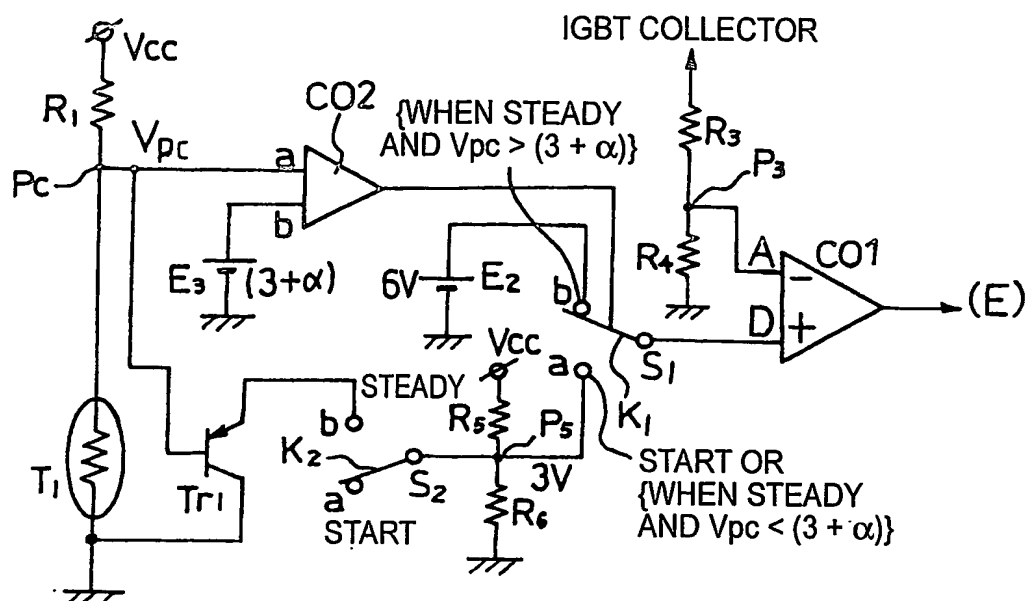 IGBT COLLECTOR
Vcc
R1
CO2
{WHEN STEADY
AND Vpc > (3 + α)}
R3
Vpc
a
Pc
P3
b
R4
A
CO1
−
E3 (3+α)
6V
E2
b
(E)
D
+
Vcc
a
S1
STEADY
K1
b
R5
P5
K2
START OR
{WHEN STEADY
AND Vpc < (3 + α)}
S2
3V
T1
Tr1
a
START
R6